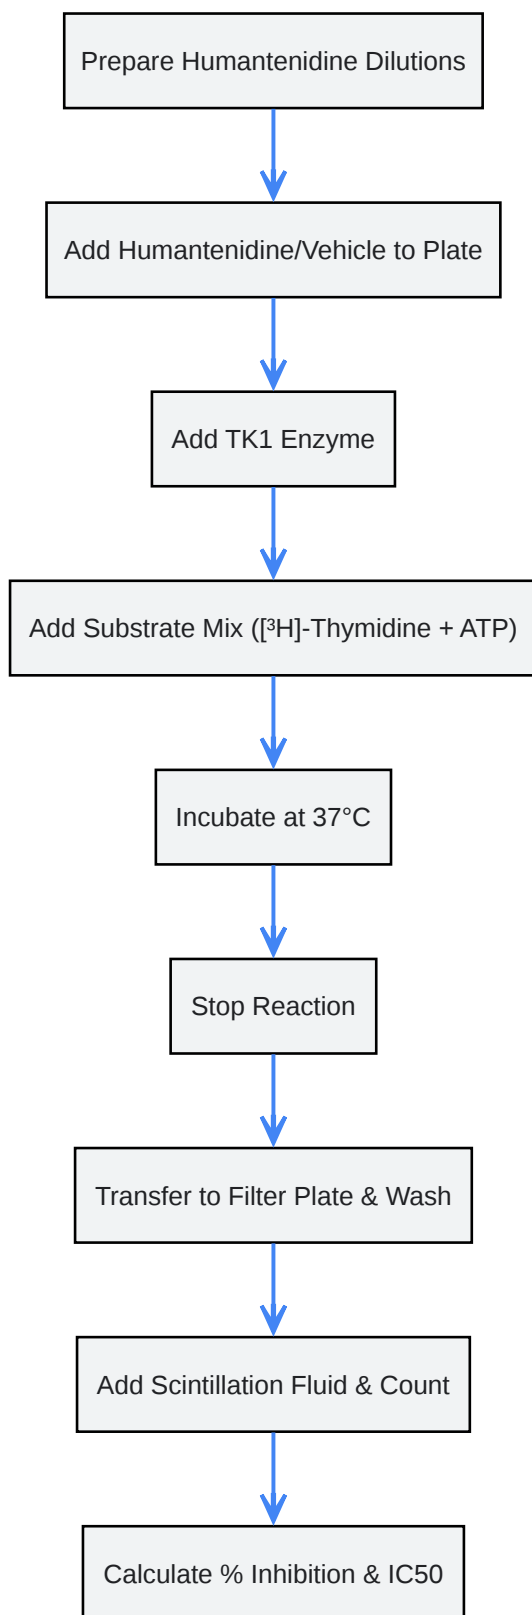 Prepare Humantenidine Dilutions
Add Humantenidine/Vehicle to Plate
Add TK1 Enzyme
Add Substrate Mix ([³H]-Thymidine + ATP)
Incubate at 37°C
Stop Reaction
Transfer to Filter Plate & Wash
Add Scintillation Fluid & Count
Calculate % Inhibition & IC50